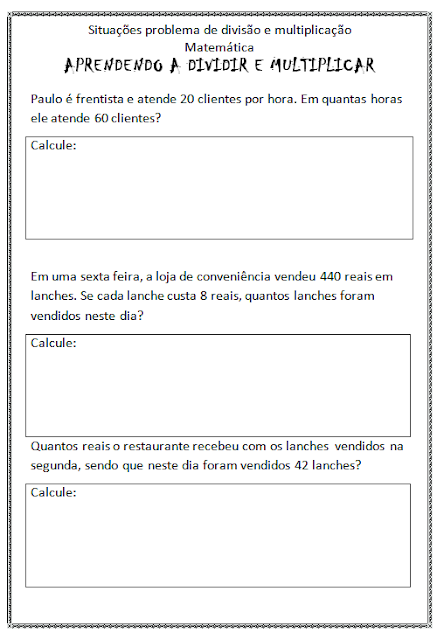 Situações problema de divisão e multiplicação
Matemática
APRENDENDO A DIVIDIR E MULTIPLICAR
Paulo é frentista e atende 20 clientes por hora. Em quantas horas
ele atende 60 clientes?
Calcule:
Em uma sexta feira, a loja de conveniência vendeu 440 reais em
lanches. Se cada lanche custa 8 reais, quantos lanches foram
vendidos neste dia?
Calcule:
Quantos reais o restaurante recebeu com os lanches vendidos na
segunda, sendo que neste dia foram vendidos 42 lanches?
Calcule: